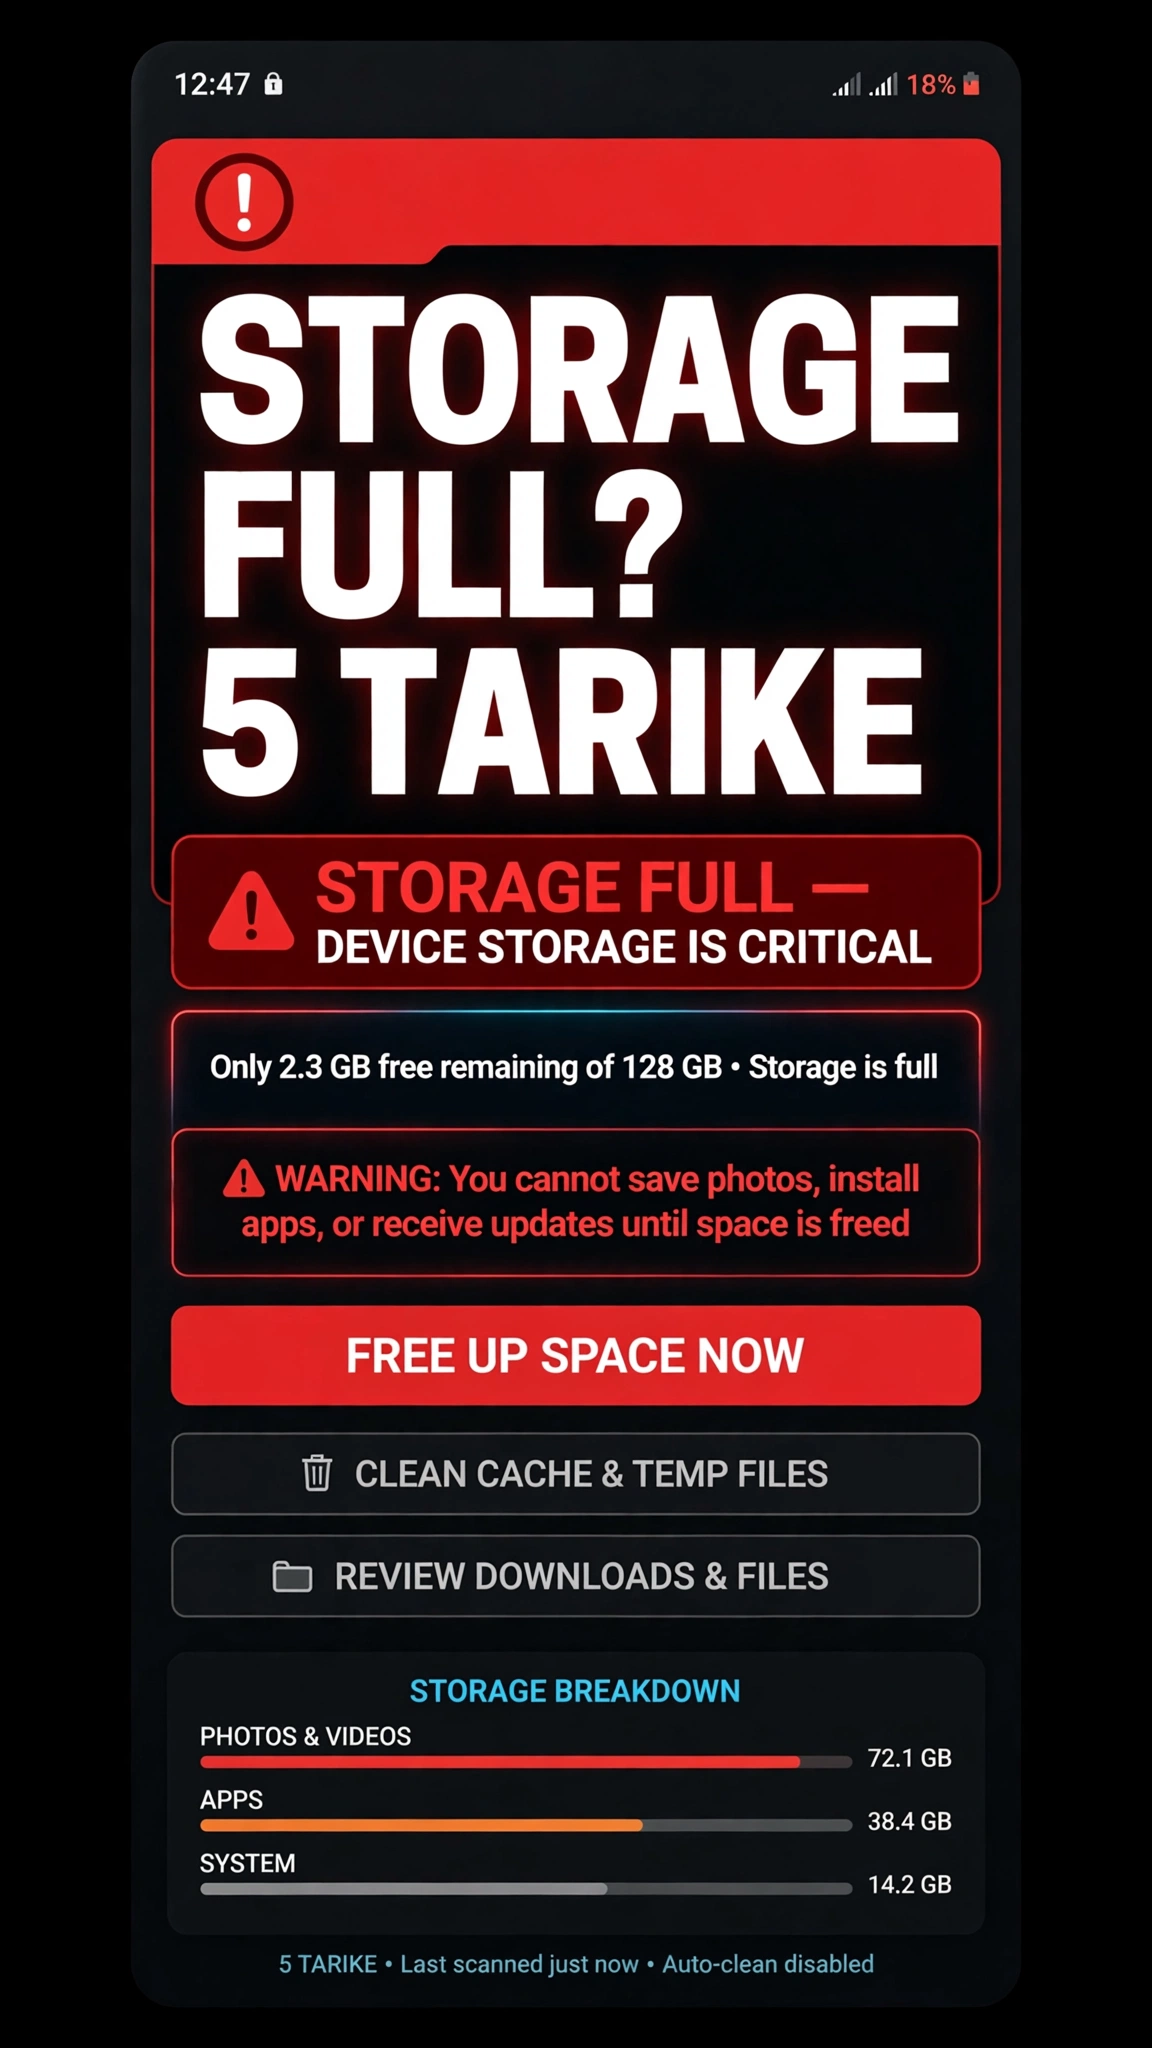 12:47
18%
STORAGE
FULL?
5 TARIKE
STORAGE FULL —
DEVICE STORAGE IS CRITICAL
Only 2.3 GB free remaining of 128 GB • Storage is full
WARNING: You cannot save photos, install
apps, or receive updates until space is freed
FREE UP SPACE NOW
CLEAN CACHE & TEMP FILES
REVIEW DOWNLOADS & FILES
STORAGE BREAKDOWN
PHOTOS & VIDEOS
72.1 GB
APPS
38.4 GB
SYSTEM
14.2 GB
5 TARIKE • Last scanned just now • Auto-clean disabled